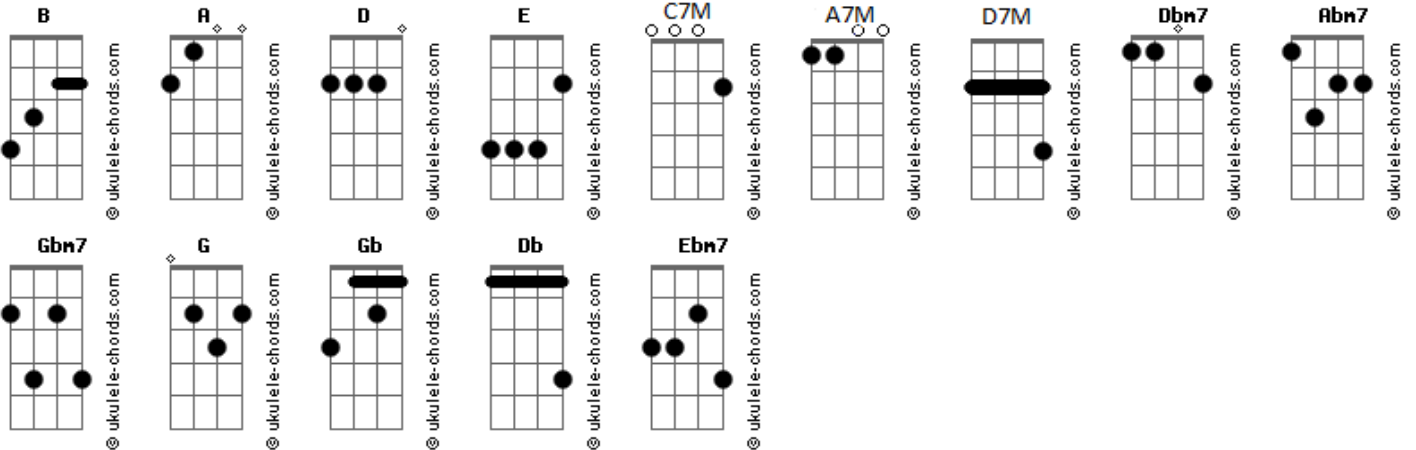 B A D E C7M A7M D7M Dbm7 Abm7
© ukulele-chords.com © ukulele-chords.com © ukulele-chords.com © ukulele-chords.com © ukulele-chords.com © ukulele-chords.com © ukulele-chords.com © ukulele-chords.com © ukulele-chords.com
Gbm7 G Gb Db Ebm7
© ukulele-chords.com © ukulele-chords.com © ukulele-chords.com © ukulele-chords.com © ukulele-chords.com